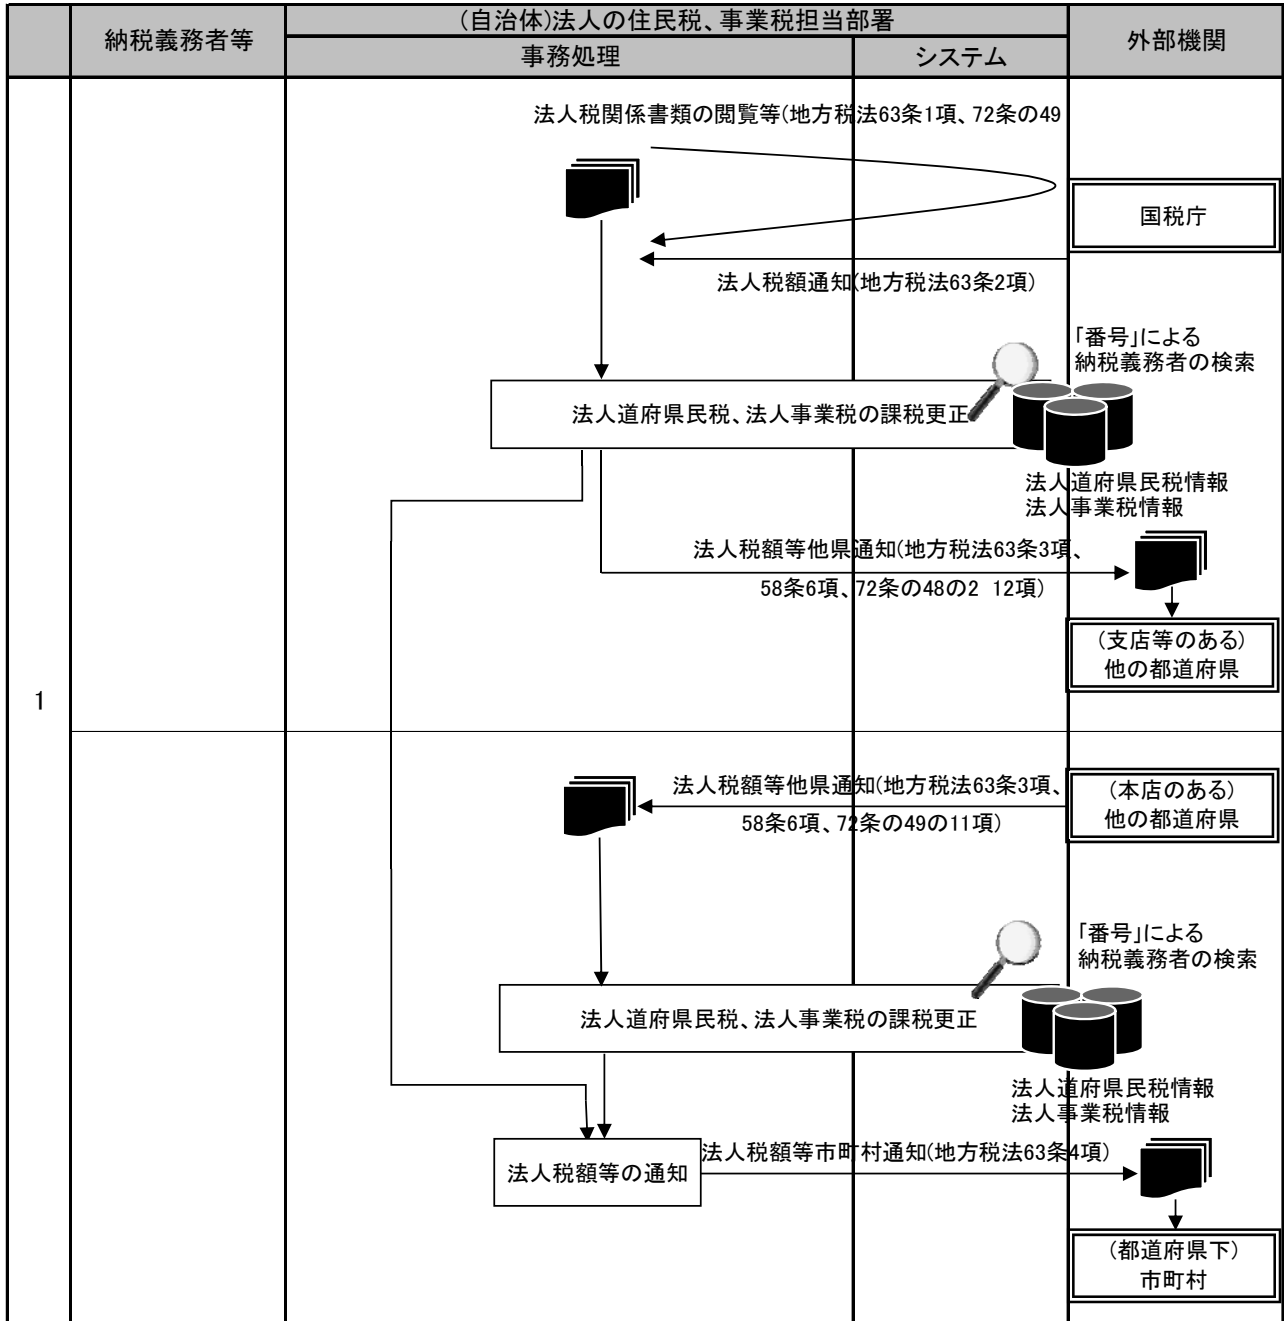 納税義務者等
(自治体)法人の住民税、事業税担当部署
事務処理
システム
外部機関
1
法人税関係書類の閲覧等(地方税法63条1項、72条の49
国税庁
法人税額通知(地方税法63条2項)
「番号」による
納税義務者の検索
法人道府県民税、法人事業税の課税更正
法人道府県民税情報
法人事業税情報
法人税額等他県通知(地方税法63条3項、
58条6項、72条の48の2 12項)
(支店等のある)
他の都道府県
法人税額等他県通知(地方税法63条3項、
58条6項、72条の49の11項)
(本店のある)
他の都道府県
「番号」による
納税義務者の検索
法人道府県民税、法人事業税の課税更正
法人道府県民税情報
法人事業税情報
法人税額等の通知
法人税額等市町村通知(地方税法63条4項)
(都道府県下)
市町村